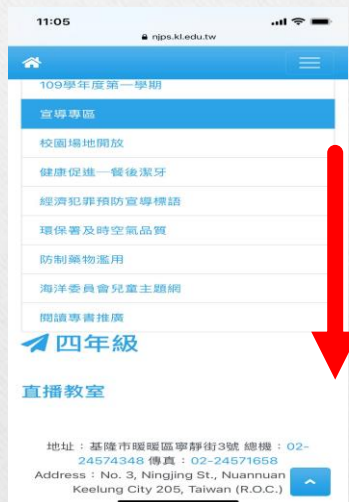 11:05
njps.kl.edu.tw
109學年度第一學期
宣導專區
校園場地開放
健康促進—餐後潔牙
經濟犯罪預防宣導標語
環保署及時空氣品質
防制藥物濫用
海洋委員會兒童主題網
閱讀專書推廣
四年級
直播教室
地址：基隆市暖暖區寧靜街3號 總機：02-
24574348 傳真：02-24571658
Address：No. 3, Ningjing St., Nuannuan
Keelung City 205, Taiwan (R.O.C.)